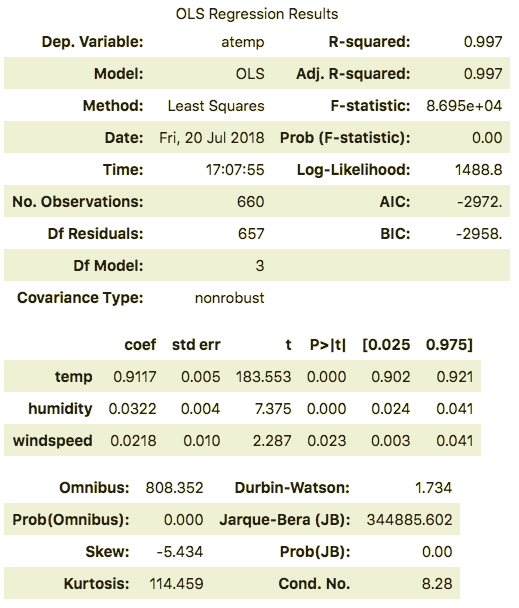 OLS Regression Results
Dep. Variable: atemp R-squared: 0.997
Model: OLS Adj. R-squared: 0.997
Method: Least Squares F-statistic: 8.695e+04
Date: Fri, 20 Jul 2018 Prob (F-statistic): 0.00
Time: 17:07:55 Log-Likelihood: 1488.8
No. Observations: 660 AIC: -2972.
Df Residuals: 657 BIC: -2958.
Df Model: 3
Covariance Type: nonrobust
coef std err t P>|t| [0.025 0.975]
temp 0.9117 0.005 183.553 0.000 0.902 0.921
humidity 0.0322 0.004 7.375 0.000 0.024 0.041
windspeed 0.0218 0.010 2.287 0.023 0.003 0.041
Omnibus: 808.352 Durbin-Watson: 1.734
Prob(Omnibus): 0.000 Jarque-Bera (JB): 344885.602
Skew: -5.434 Prob(JB): 0.00
Kurtosis: 114.459 Cond. No. 8.28